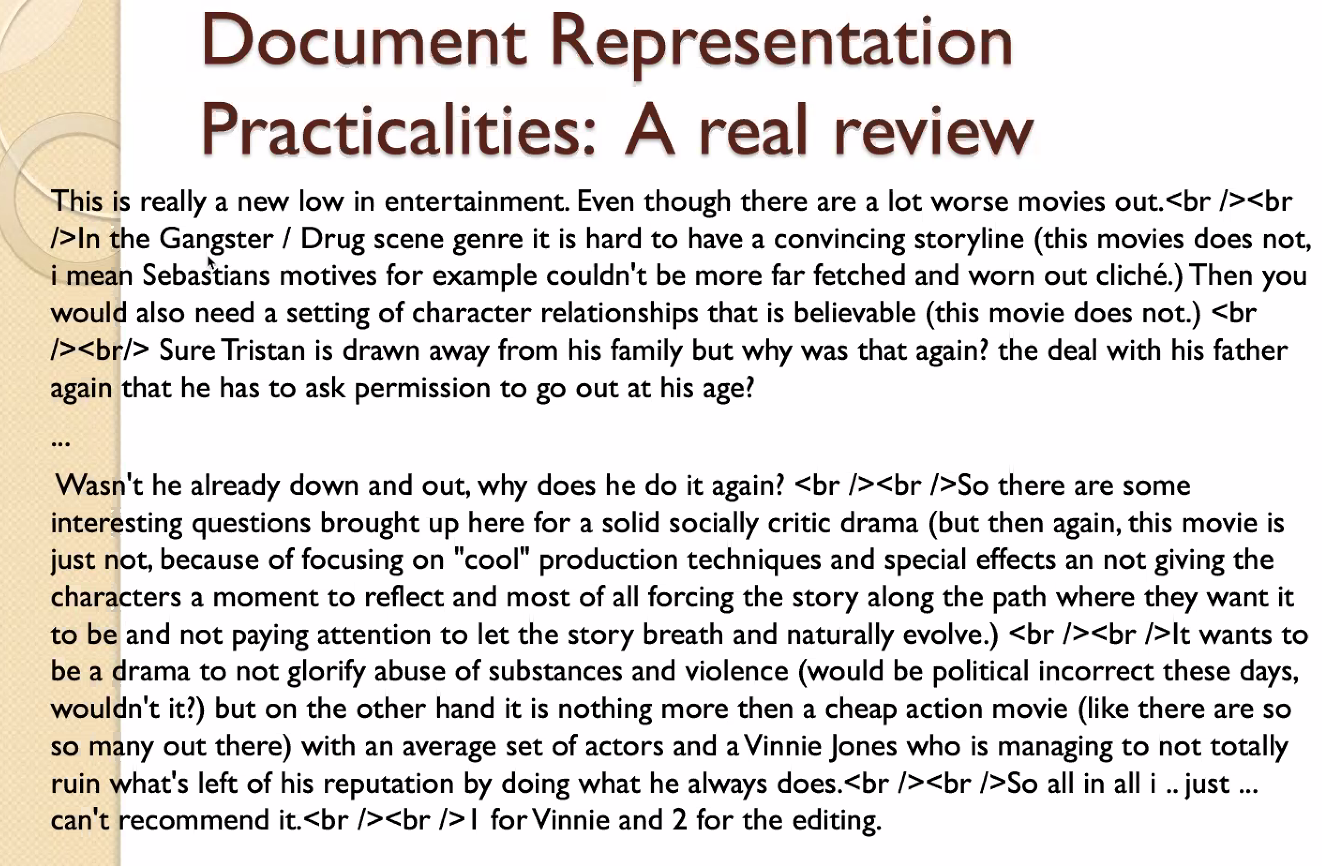 Document Representation
Practicalities: A real review
This is really a new low in entertainment. Even though there are a lot worse movies out.<br /><br
/>In the Gangster / Drug scene genre it is hard to have a convincing storyline (this movies does not,
i mean Sebastians motives for example couldn't be more far fetched and worn out cliché.) Then you
would also need a setting of character relationships that is believable (this movie does not.) <br
/><br/> Sure Tristan is drawn away from his family but why was that again? the deal with his father
again that he has to ask permission to go out at his age?
...
Wasn't he already down and out, why does he do it again? <br /><br />So there are some
interesting questions brought up here for a solid socially critic drama (but then again, this movie is
just not, because of focusing on "cool" production techniques and special effects an not giving the
characters a moment to reflect and most of all forcing the story along the path where they want it
to be and not paying attention to let the story breath and naturally evolve.) <br /><br />It wants to
be a drama to not glorify abuse of substances and violence (would be political incorrect these days,
wouldn't it?) but on the other hand it is nothing more then a cheap action movie (like there are so
so many out there) with an average set of actors and a Vinnie Jones who is managing to not totally
ruin what's left of his reputation by doing what he always does.<br /><br />So all in all i .. just ...
can't recommend it.<br /><br />1 for Vinnie and 2 for the editing.